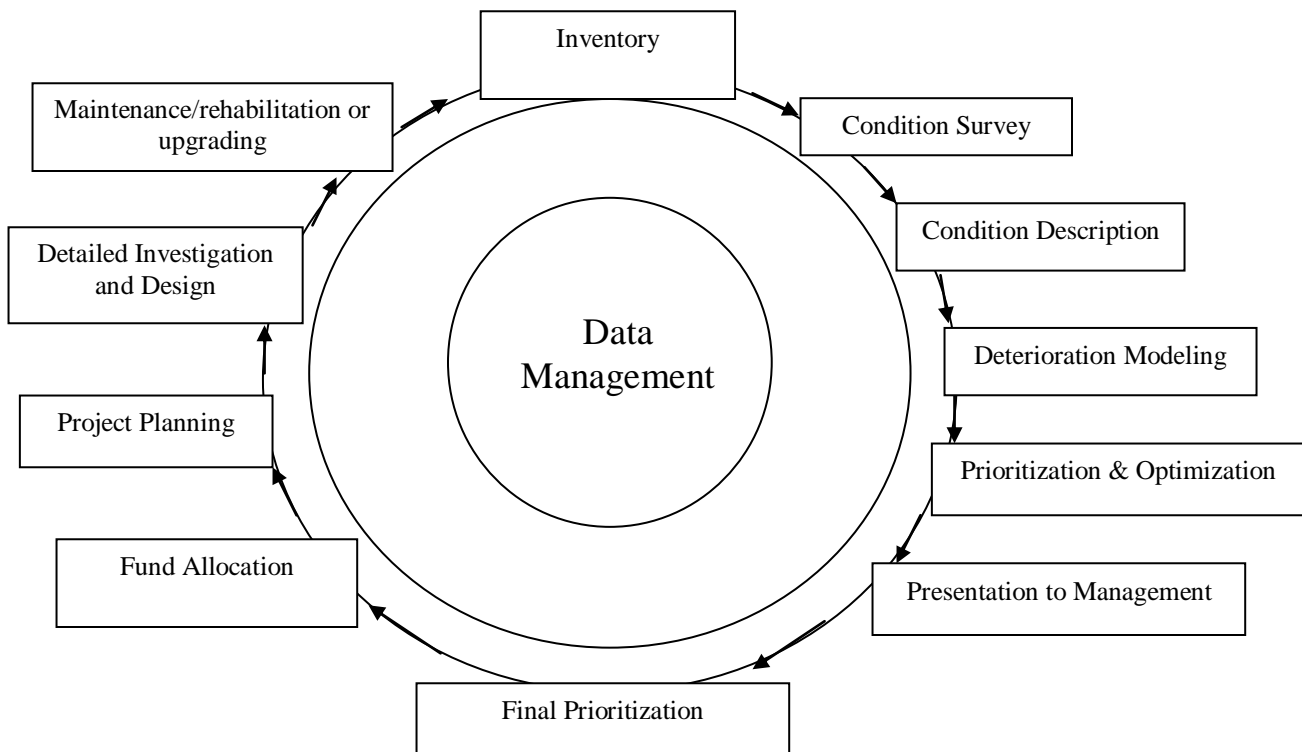 Inventory
Condition Survey
Condition Description
Deterioration Modeling
Prioritization & Optimization
Presentation to Management
Final Prioritization
Fund Allocation
Project Planning
Detailed Investigation
and Design
Maintenance/rehabilitation or
upgrading
Data
Management